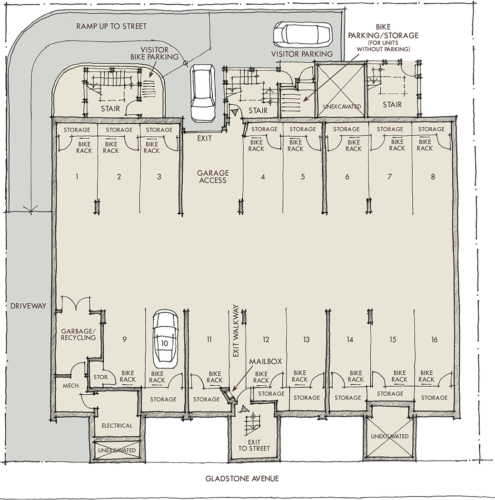 RAMP UP TO STREET
VISITOR
BIKE PARKING
VISITOR PARKING
BIKE
PARKING/STORAGE
(FOR UNITS
WITHOUT PARKING)
STAIR
STAIR
UNEXCAVATED
STAIR
EXIT
STORAGE
STORAGE
STORAGE
STORAGE
STORAGE
STORAGE
STORAGE
STORAGE
BIKE
RACK
BIKE
RACK
BIKE
RACK
BIKE
RACK
BIKE
RACK
BIKE
RACK
BIKE
RACK
BIKE
RACK
1
2
3
GARAGE
ACCESS
4
5
6
7
8
DRIVEWAY
GARBAGE/
RECYCLING
9
10
11
EXIT WALKWAY
12
13
14
15
16
MAILBOX
MECH.
STOR.
BIKE
RACK
BIKE
RACK
BIKE
RACK
BIKE
RACK
BIKE
RACK
BIKE
RACK
BIKE
RACK
BIKE
RACK
STORAGE
STORAGE
STORAGE
STORAGE
STORAGE
STORAGE
STORAGE
ELECTRICAL
UNEXCAVATED
EXIT
TO STREET
UNEXCAVATED
GLADSTONE AVENUE